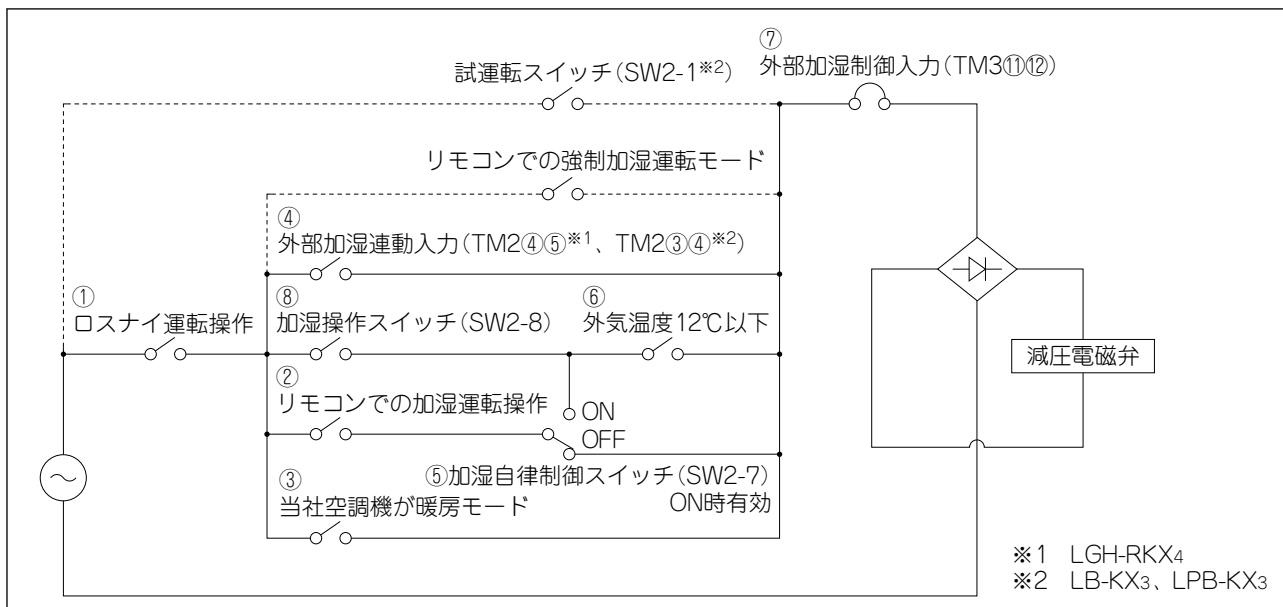 ⑦
試運転スイッチ(SW2-1※2)
外部加湿制御入力(TM3⑪⑫)
リモコンでの強制加湿運転モード
④
外部加湿連動入力(TM2④⑤※1、TM2③④※2)
①
ロスナイ運転操作
⑧
加湿操作スイッチ(SW2-8)
⑥
外気温度12℃以下
減圧電磁弁
②
リモコンでの加湿運転操作
ON
OFF
⑤加湿自律制御スイッチ(SW2-7)
ON時有効
③
当社空調機が暖房モード
※1 LGH-RKX4
※2 LB-KX3、LPB-KX3